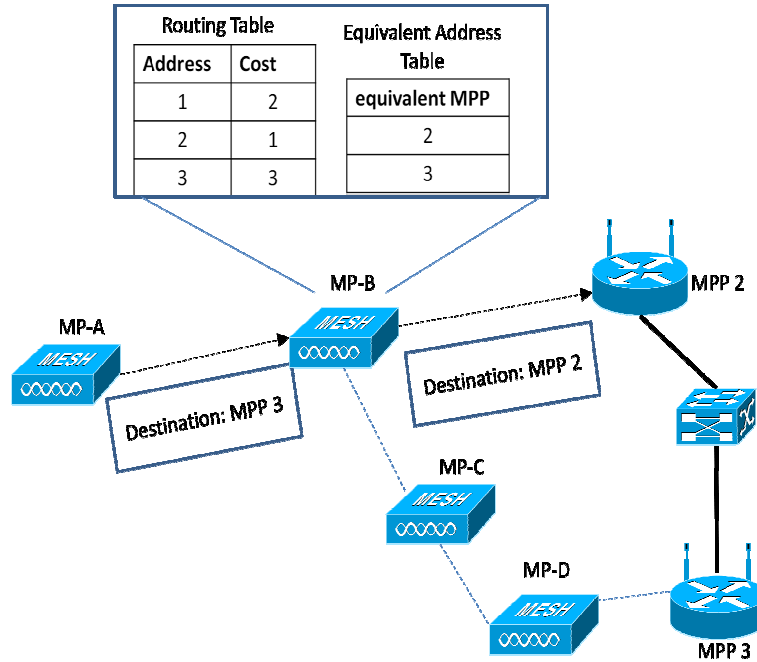 Routing Table
Address Cost
1 2
2 1
3 3
Equivalent Address
Table
equivalent MPP
2
3
MP-B
MESH
MPP 2
MP-A
MESH
Destination: MPP 3
Destination: MPP 2
MP-C
MESH
MP-D
MESH
MPP 3